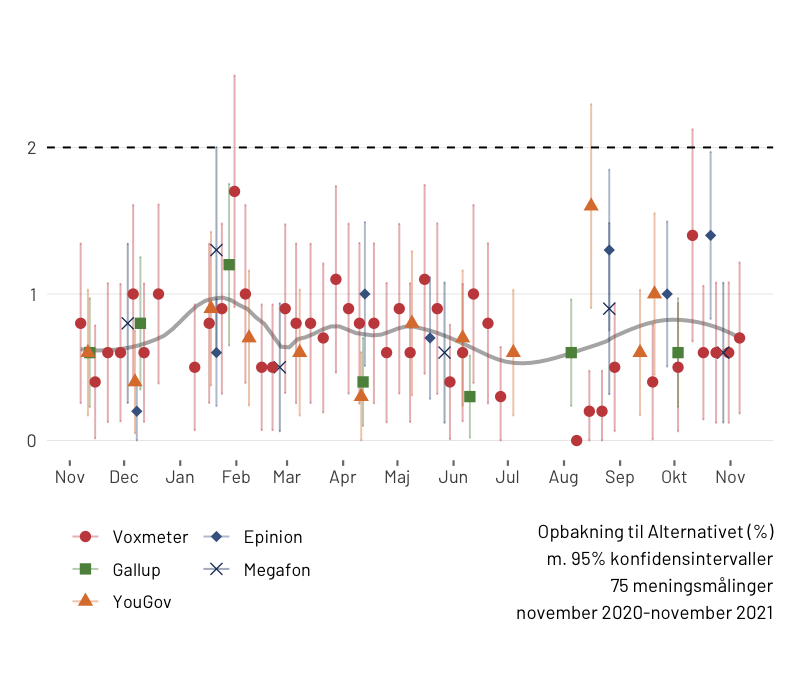 2
1
0
Nov Dec Jan Feb Mar Apr Maj Jun Jul Aug Sep Okt Nov
Voxmeter
Epinion
Gallup
Megafon
YouGov
Opbakning til Alternativet (%)
m. 95% konfidensintervaller
75 meningsmålinger
november 2020-november 2021